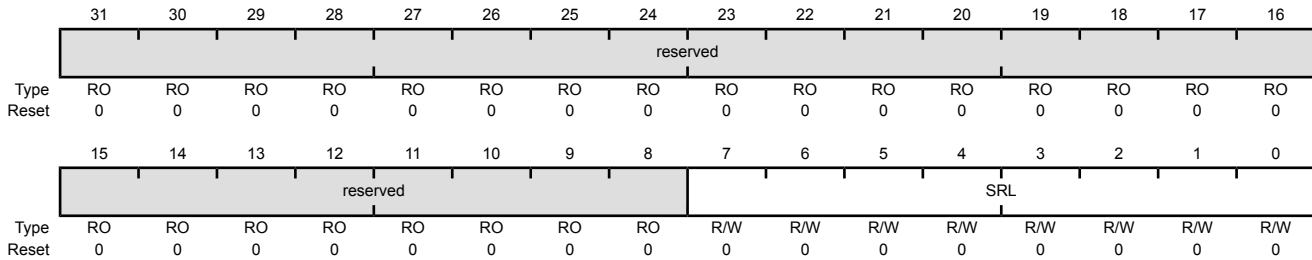 31 30 29 28 27 26 25 24 23 22 21 20 19 18 17 16
reserved
Type RO RO RO RO RO RO RO RO RO RO RO RO RO RO RO RO
Reset 0 0 0 0 0 0 0 0 0 0 0 0 0 0 0 0
15 14 13 12 11 10 9 8 7 6 5 4 3 2 1 0
reserved SRL
Type RO RO RO RO RO RO RO RO R/W R/W R/W R/W R/W R/W R/W R/W
Reset 0 0 0 0 0 0 0 0 0 0 0 0 0 0 0 0